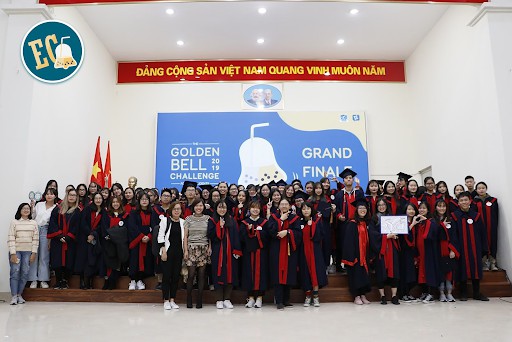 EC
ĐẢNG CỘNG SẢN VIỆT NAM QUANG VINH MUÔN NĂM
THE
GOLDEN
BELL 2019
CHALLENGE
GRAND
FINALE